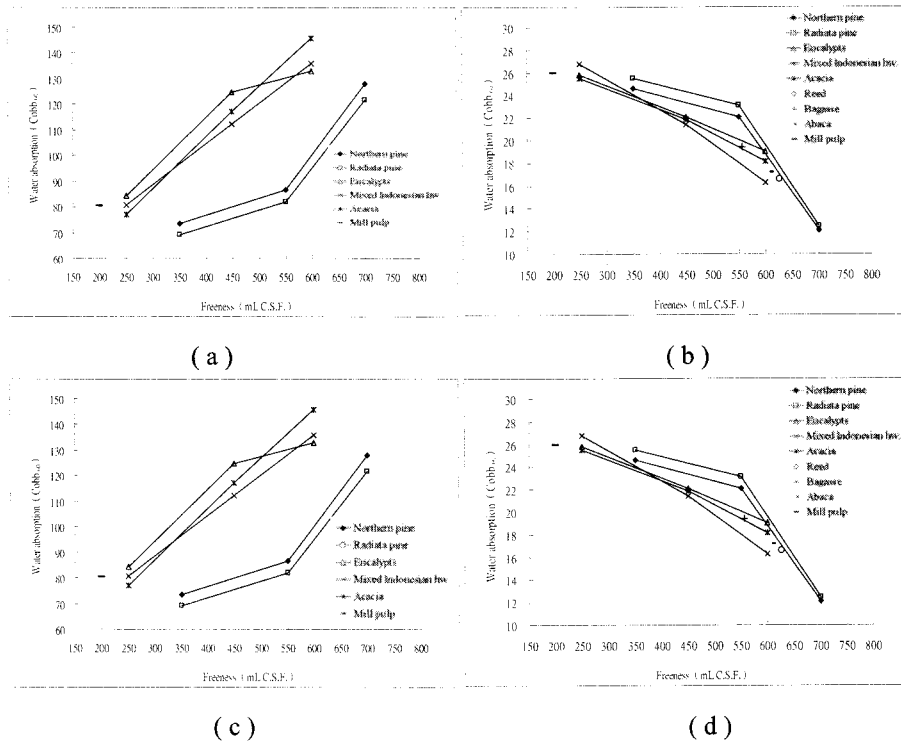 150
140
130
120
110
100
90
80
70
60
Water absorption (Cobb
150 200 250 300 350 400 450 500 550 600 650 700 750 800
Freeness (mL C.S.F.)
Northern pine
Radiata pine
Eucalypts
Mixed Indonesian hw.
Acacia
Mill pulp
(a)
30
28
26
24
22
20
18
16
14
12
10
Water absorption (Cobb
150 200 250 300 350 400 450 500 550 600 650 700 750 800
Freeness (mL C.S.F.)
Northern pine
Radiata pine
Eucalypts
Mixed Indonesian hw.
Acacia
Reed
Bagasse
Abaca
Mill pulp
(b)
150
140
130
120
110
100
90
80
70
60
Water absorption (Cobb
150 200 250 300 350 400 450 500 550 600 650 700 750 800
Freeness (mL C.S.F.)
Northern pine
Radiata pine
Eucalypts
Mixed Indonesian hw.
Acacia
Mill pulp
(c)
30
28
26
24
22
20
18
16
14
12
10
Water absorption (Cobb
150 200 250 300 350 400 450 500 550 600 650 700 750 800
Freeness (mL C.S.F.)
Northern pine
Radiata pine
Eucalypts
Mixed Indonesian hw.
Acacia
Reed
Bagasse
Abaca
Mill pulp
(d)